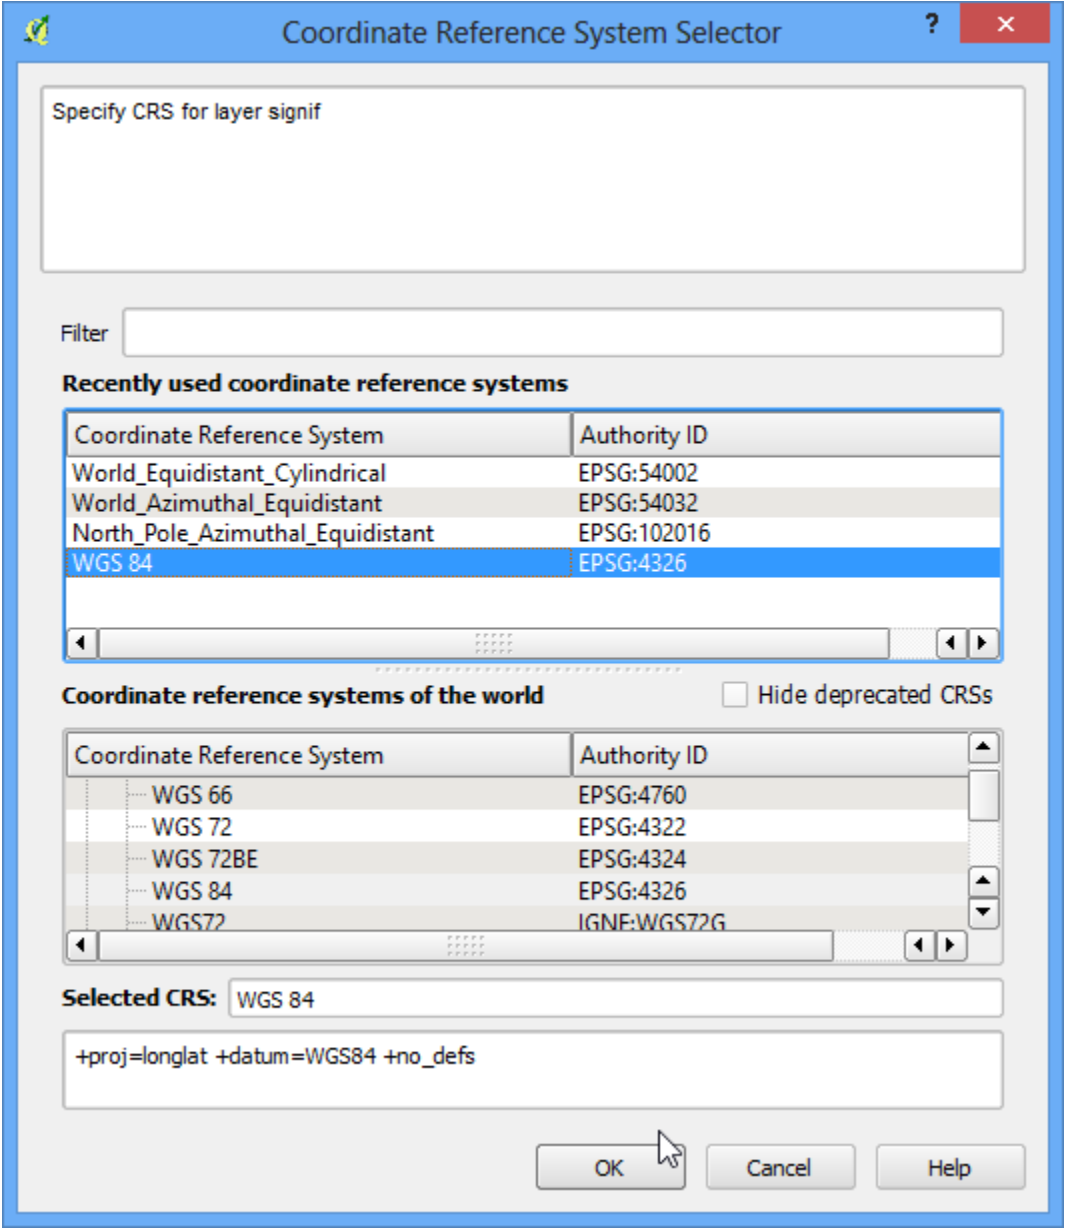 Coordinate Reference System Selector ?
Specify CRS for layer signif
Filter
Recently used coordinate reference systems
Coordinate Reference System Authority ID
World_Equidistant_Cylindrical EPSG:54002
World_Azimuthal_Equidistant EPSG:54032
North_Pole_Azimuthal_Equidistant EPSG:102016
WGS 84 EPSG:4326
Coordinate reference systems of the world Hide deprecated CRSs
Coordinate Reference System Authority ID
WGS 66 EPSG:4760
WGS 72 EPSG:4322
WGS 72BE EPSG:4324
WGS 84 EPSG:4326
WGS72 IGNF:WGS72G
Selected CRS: WGS 84
+proj=longlat +datum=WGS84 +no_defs
OK Cancel Help